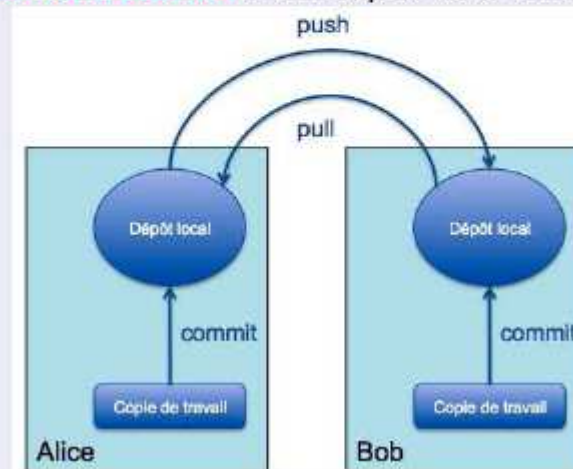 push
pull
Dépôt local
Dépôt local
commit
commit
Copie de travail
Copie de travail
Alice
Bob